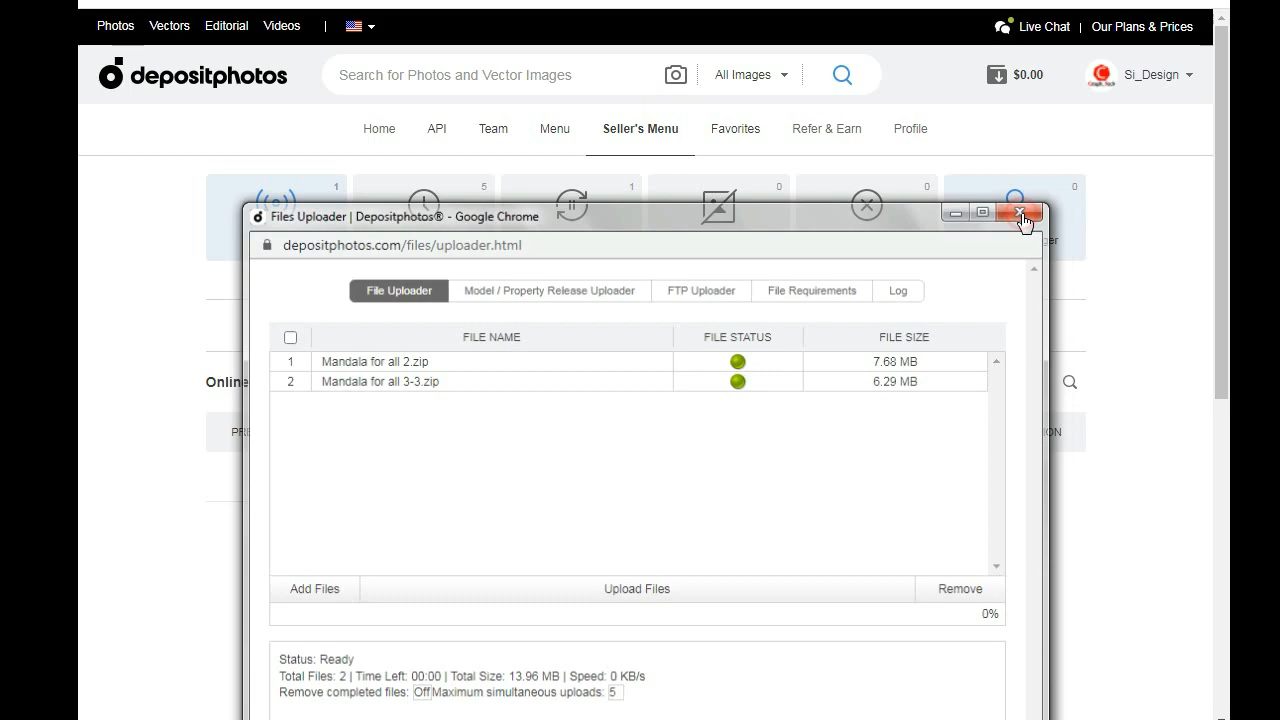 Photos Vectors Editorial Videos | Live Chat | Our Plans & Prices
depositphotos Search for Photos and Vector Images All Images $0.00 Si_Design
Home API Team Menu Seller's Menu Favorites Refer & Earn Profile
1 5 1 0 0 0
Files Uploader | Depositphotos® - Google Chrome
depositphotos.com/files/uploader.html
File Uploader Model / Property Release Uploader FTP Uploader File Requirements Log
FILE NAME FILE STATUS FILE SIZE
1 Mandala for all 2.zip 7.68 MB
2 Mandala for all 3-3.zip 6.29 MB
Online
Add Files Upload Files Remove
0%
Status: Ready
Total Files: 2 | Time Left: 00:00 | Total Size: 13.96 MB | Speed: 0 KB/s
Remove completed files: Off Maximum simultaneous uploads: 5